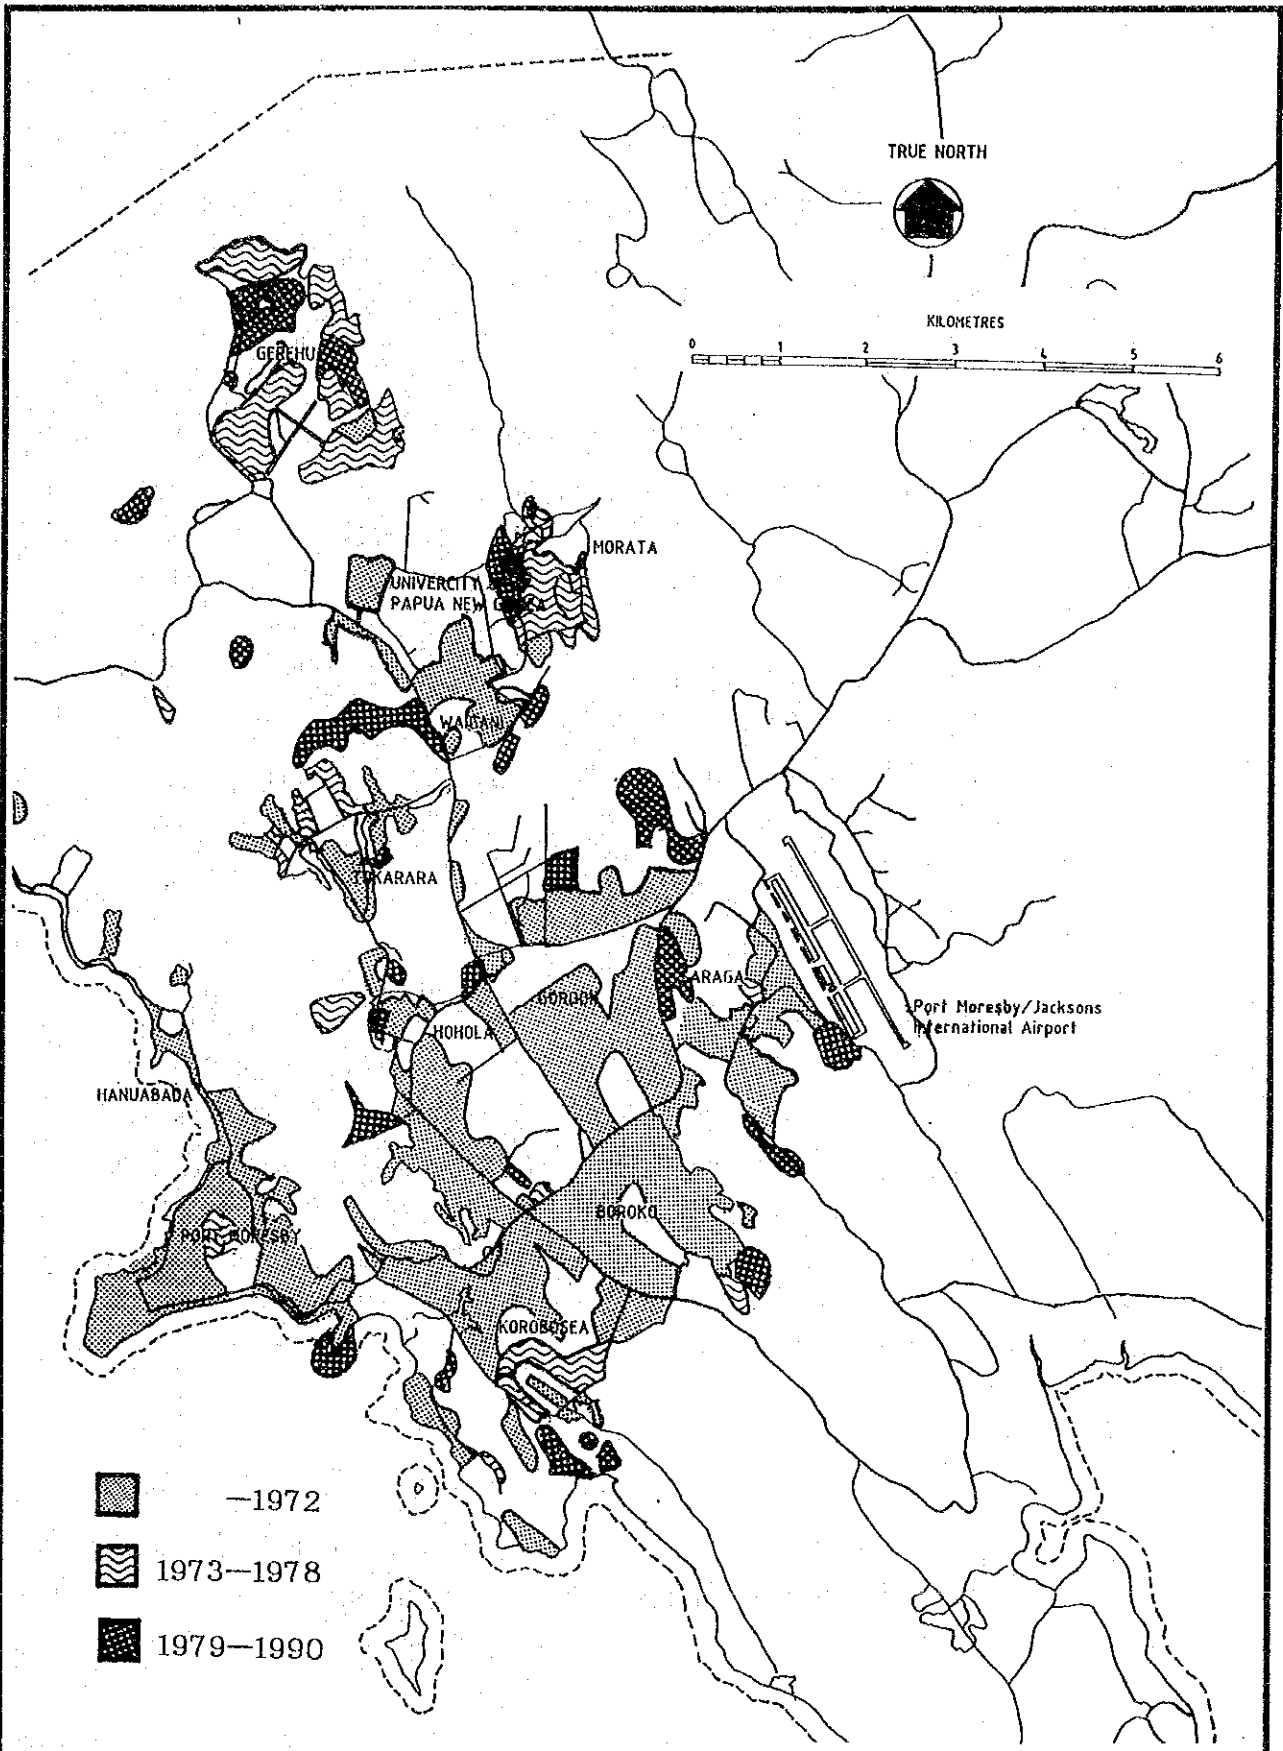 TRUE NORTH
KILOMETRES
0 1 2 3 4 5 6
GEREHU
MORATA
UNIVERCITY
PAPUA NEW
WAIGANI
TOKARARA
GORDON
ARAGA
HOHOLA
Port Moresby/Jacksons
International Airport
HANUABADA
BOROKO
PORT MORESBY
KOROBOSEA
—1972
1973—1978
1979—1990